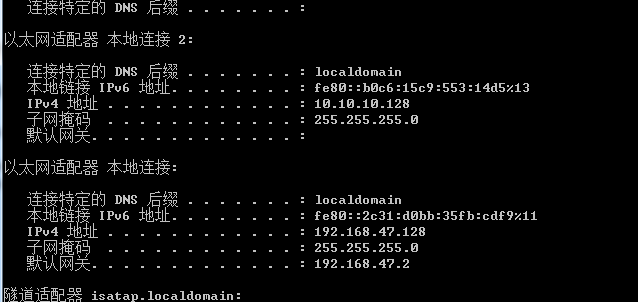 连接特定的 DNS 后缀 . . . . . . . :
以太网适配器 本地连接 2:
连接特定的 DNS 后缀 . . . . . . . : localdomain
本地链接 IPv6 地址. . . . . . . . : fe80::b0c6:15c9:553:14d5%13
IPv4 地址 . . . . . . . . . . . . : 10.10.10.128
子网掩码 . . . . . . . . . . . . : 255.255.255.0
默认网关. . . . . . . . . . . . . :
以太网适配器 本地连接:
连接特定的 DNS 后缀 . . . . . . . : localdomain
本地链接 IPv6 地址. . . . . . . . : fe80::2c31:d0bb:35fb:cdf9%11
IPv4 地址 . . . . . . . . . . . . : 192.168.47.128
子网掩码 . . . . . . . . . . . . : 255.255.255.0
默认网关. . . . . . . . . . . . . : 192.168.47.2
隧道适配器 isatap.localdomain: